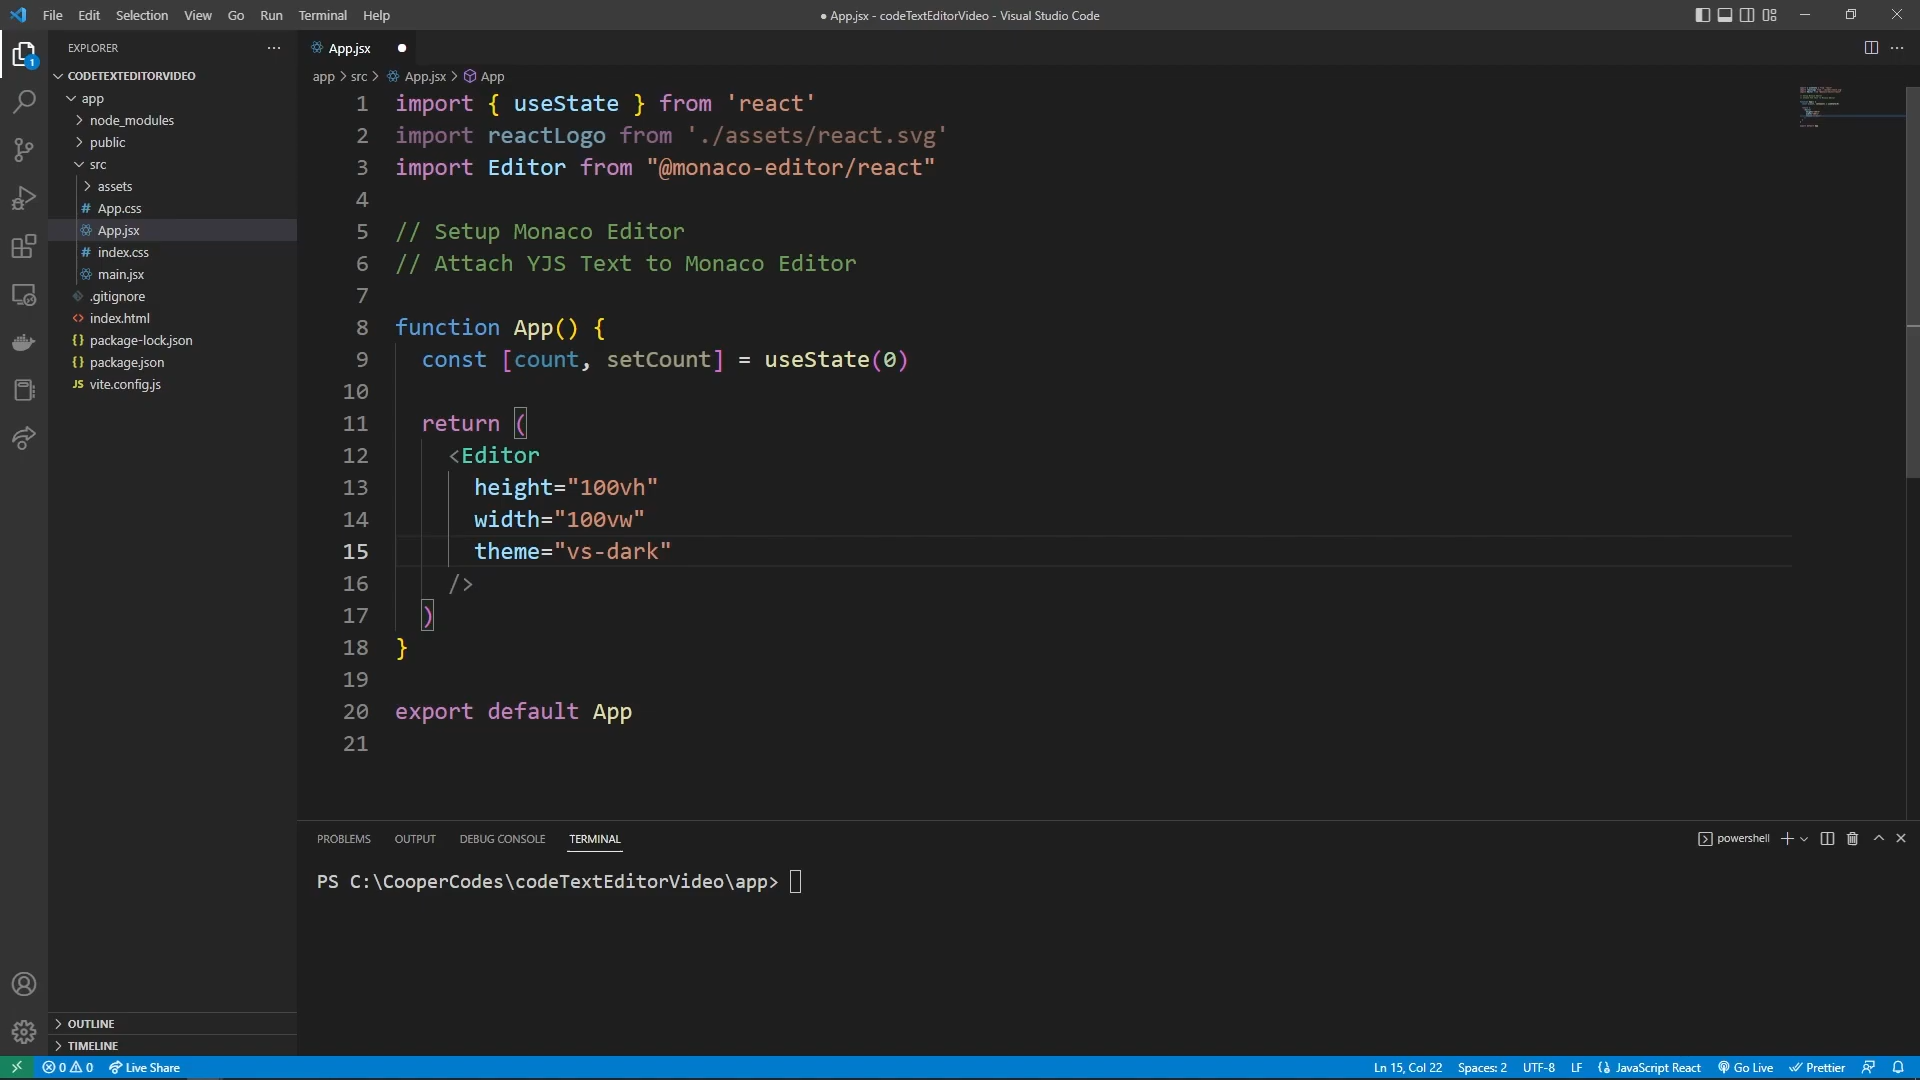 File Edit Selection View Go Run Terminal Help
● App.jsx - codeTextEditorVideo - Visual Studio Code
EXPLORER
1
CODETEXTEDITORVIDEO
app
node_modules
public
src
assets
# App.css
App.jsx
# index.css
main.jsx
.gitignore
<> index.html
{} package-lock.json
{} package.json
JS vite.config.js
OUTLINE
TIMELINE
App.jsx
app > src > App.jsx > App
1 import { useState } from 'react'
2 import reactLogo from './assets/react.svg'
3 import Editor from "@monaco-editor/react"
4
5 // Setup Monaco Editor
6 // Attach YJS Text to Monaco Editor
7
8 function App() {
9 const [count, setCount] = useState(0)
10
11 return (
12 <Editor
13 height="100vh"
14 width="100vw"
15 theme="vs-dark"
16 />
17 )
18 }
19
20 export default App
21
PROBLEMS OUTPUT DEBUG CONSOLE TERMINAL
powershell
PS C:\CooperCodes\codeTextEditorVideo\app>
0 0 Live Share
Ln 15, Col 22 Spaces: 2 UTF-8 LF {} JavaScript React Go Live Prettier